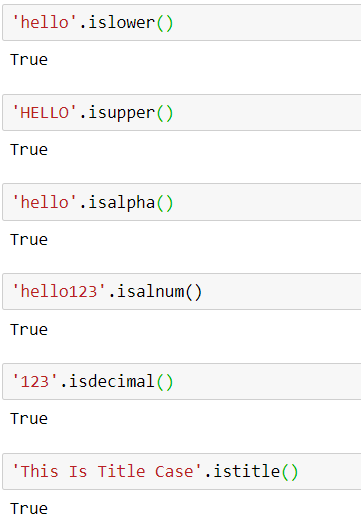 'hello'.islower()
True
'HELLO'.isupper()
True
'hello'.isalpha()
True
'hello123'.isalnum()
True
'123'.isdecimal()
True
'This Is Title Case'.istitle()
True